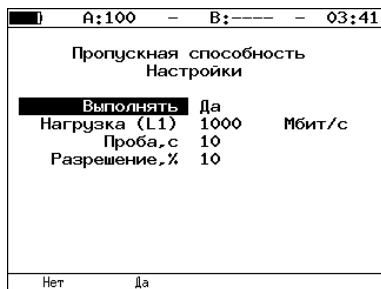 A:100 – B:---- – 03:41
Пропускная способность
Настройки
Выполнять Да
Нагрузка (L1) 1000 Мбит/с
Проба,с 10
Разрешение,% 10
Нет Да